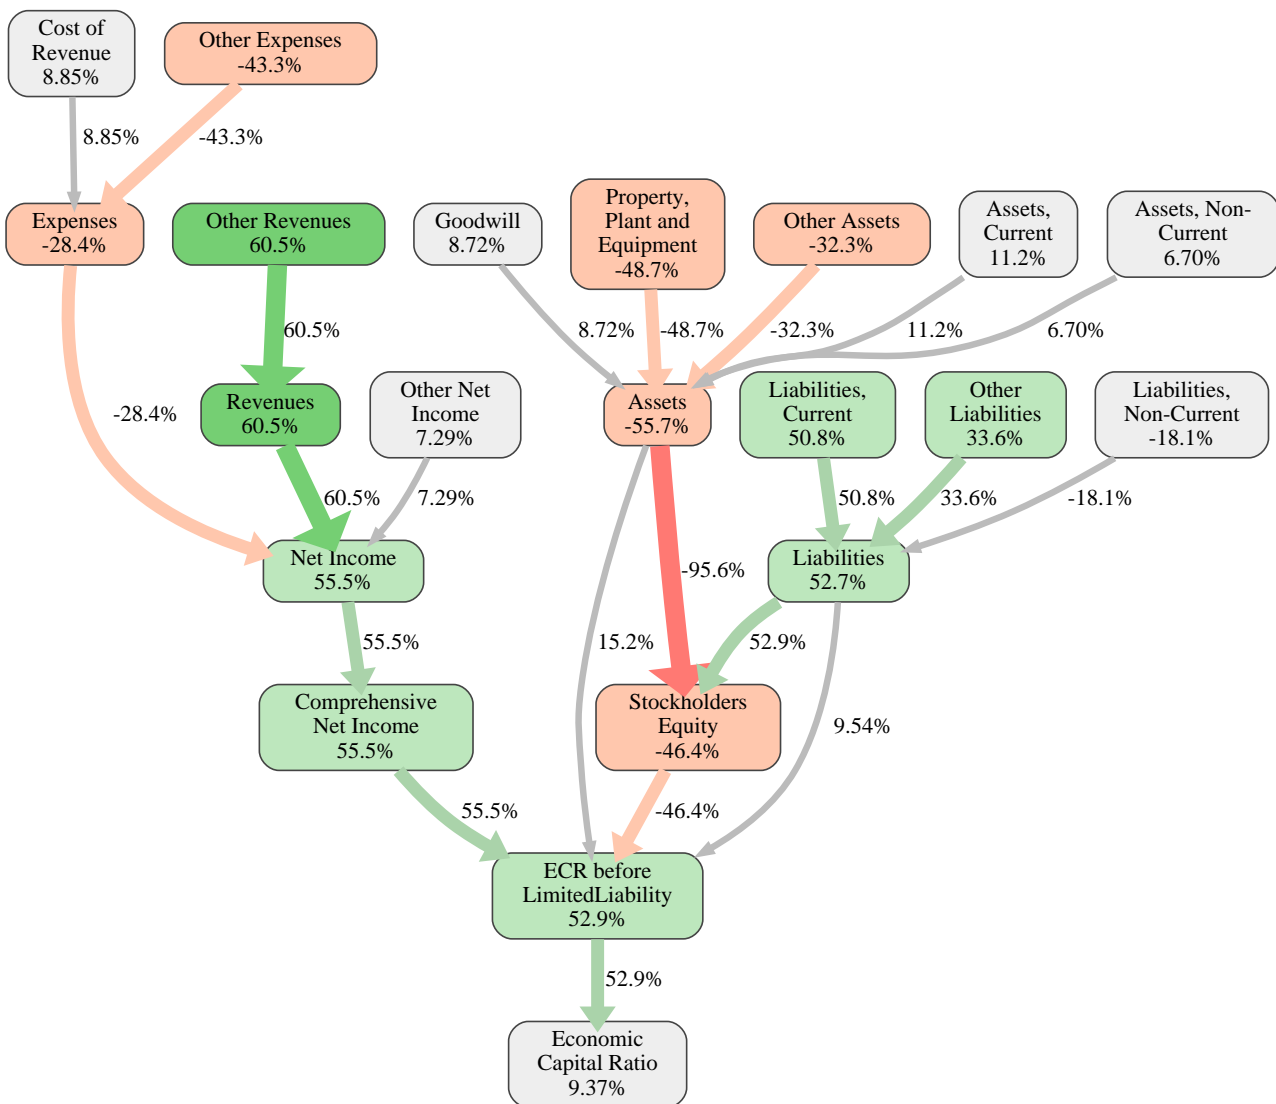 Cost of
Revenue
8.85%
Other Expenses
-43.3%
8.85%
-43.3%
Expenses
-28.4%
Other Revenues
60.5%
Goodwill
8.72%
Property,
Plant and
Equipment
-48.7%
Other Assets
-32.3%
Assets,
Current
11.2%
Assets, Non-
Current
6.70%
60.5%
8.72%
-48.7%
-32.3%
11.2%
6.70%
-28.4%
Revenues
60.5%
Other Net
Income
7.29%
Assets
-55.7%
Liabilities,
Current
50.8%
Other
Liabilities
33.6%
Liabilities,
Non-Current
-18.1%
60.5%
7.29%
50.8%
33.6%
-18.1%
Net Income
55.5%
-95.6%
Liabilities
52.7%
55.5%
15.2%
52.9%
Comprehensive
Net Income
55.5%
Stockholders
Equity
-46.4%
9.54%
55.5%
-46.4%
ECR before
LimitedLiability
52.9%
52.9%
Economic
Capital Ratio
9.37%